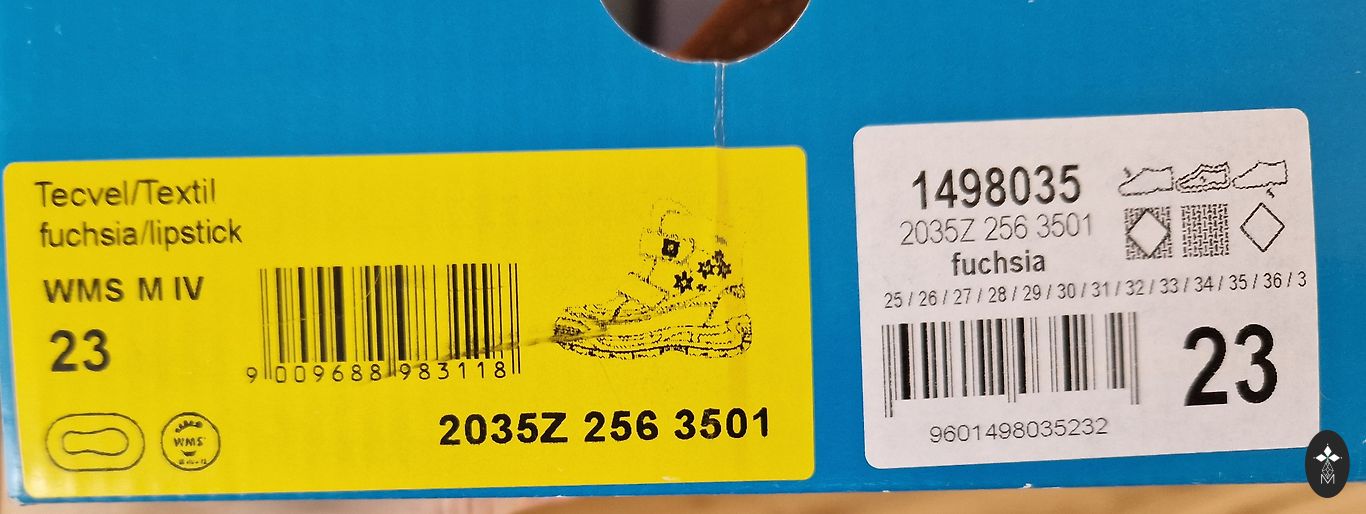 Tecvel/Textil
fuchsia/lipstick
WMS M IV
23
9 009688 983118
WMS
2035Z 256 3501
1498035
2035Z 256 3501
fuchsia
25 / 26 / 27 / 28 / 29 / 30 / 31 / 32 / 33 / 34 / 35 / 36 / 3
23
9601498035232
M